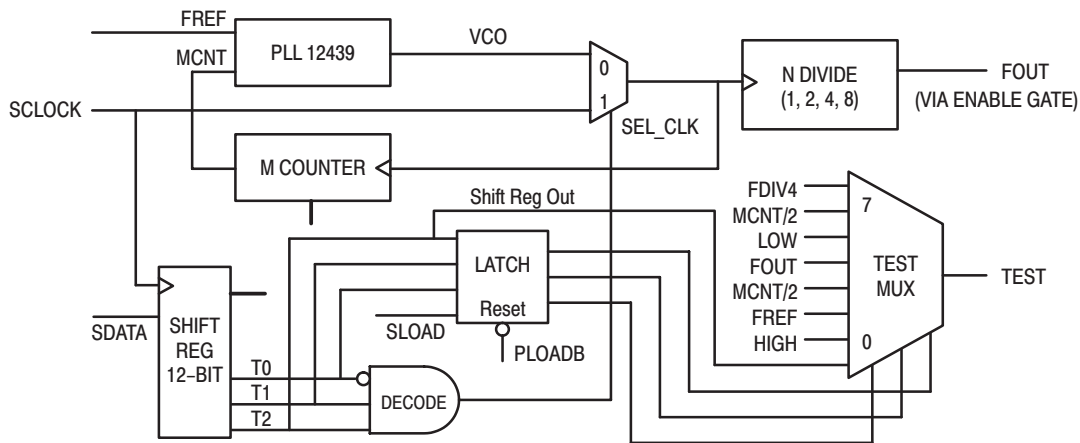 FREF
MCNT
PLL 12439
VCO
0
1
SCLOCK
SEL_CLK
N DIVIDE
(1, 2, 4, 8)
FOUT
(VIA ENABLE GATE)
M COUNTER
Shift Reg Out
LATCH
Reset
SLOAD
PLOADB
SDATA
SHIFT
REG
12–BIT
T0
T1
T2
DECODE
FDIV4
MCNT/2
LOW
FOUT
MCNT/2
FREF
HIGH
7
TEST
MUX
0
TEST